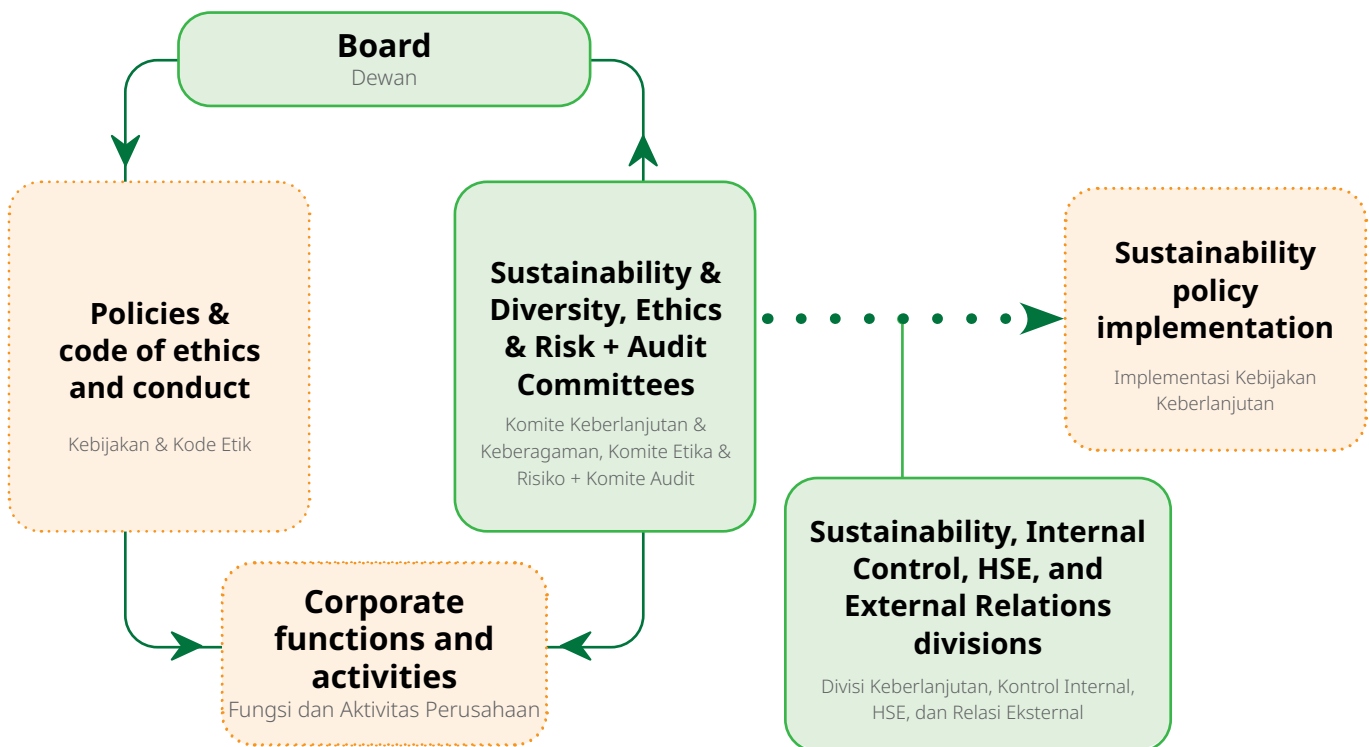 Board
Dewan
Policies &
code of ethics
and conduct
Kebijakan & Kode Etik
Sustainability &
Diversity, Ethics
& Risk + Audit
Committees
Komite Keberlanjutan &
Keberagaman, Komite Etika &
Risiko + Komite Audit
Sustainability
policy
implementation
Implementasi Kebijakan
Keberlanjutan
Corporate
functions and
activities
Fungsi dan Aktivitas Perusahaan
Sustainability, Internal
Control, HSE, and
External Relations
divisions
Divisi Keberlanjutan, Kontrol Internal,
HSE, dan Relasi Eksternal